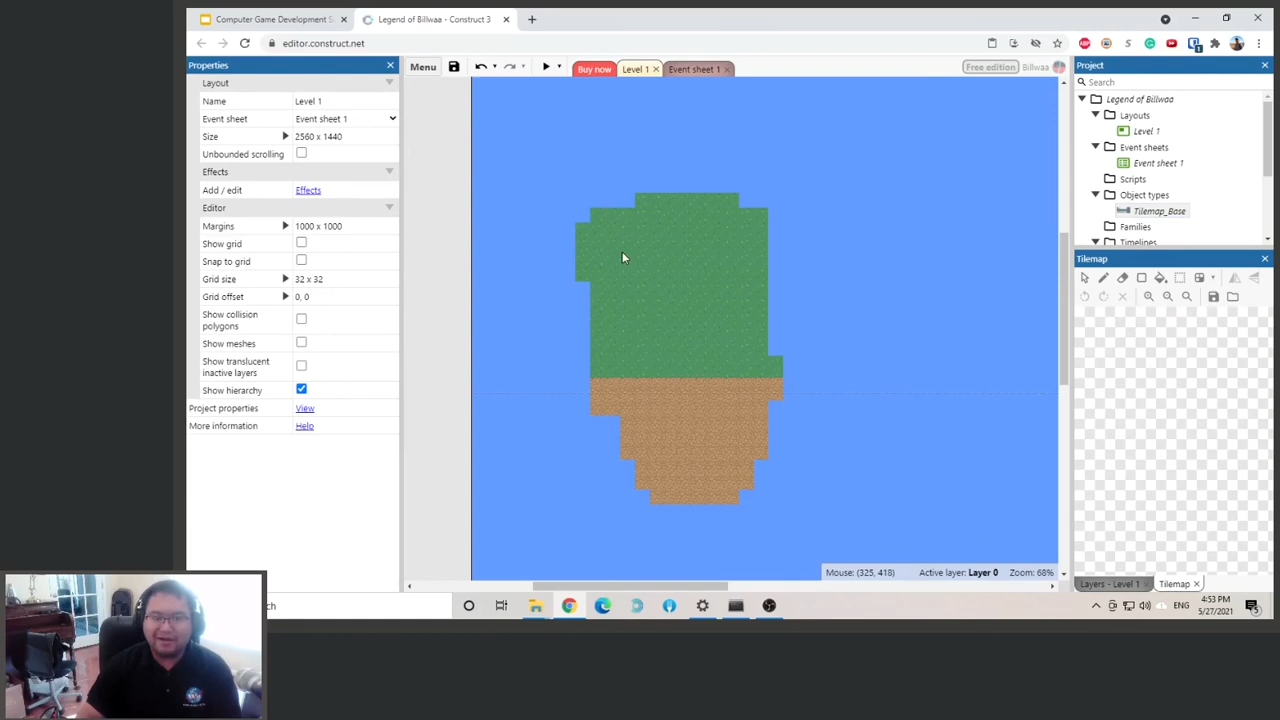 Computer Game Development S
Legend of Billwaa - Construct 3
editor.construct.net
Properties
Menu
Buy now
Level 1
Event sheet 1
Free edition
Billwaa
Project
Layout
Name
Level 1
Event sheet
Event sheet 1
Size
2560 x 1440
Unbounded scrolling
Effects
Add / edit
Effects
Editor
Margins
1000 x 1000
Show grid
Snap to grid
Grid size
32 x 32
Grid offset
0, 0
Show collision
polygons
Show meshes
Show translucent
inactive layers
Show hierarchy
Project properties
View
More information
Help
Search
Legend of Billwaa
Layouts
Level 1
Event sheets
Event sheet 1
Scripts
Object types
Tilemap_Base
Families
Timelines
Tilemap
Mouse: (325, 418)
Active layer: Layer 0
Zoom: 68%
Layers - Level 1
Tilemap
ch
ENG
4:53 PM
5/27/2021